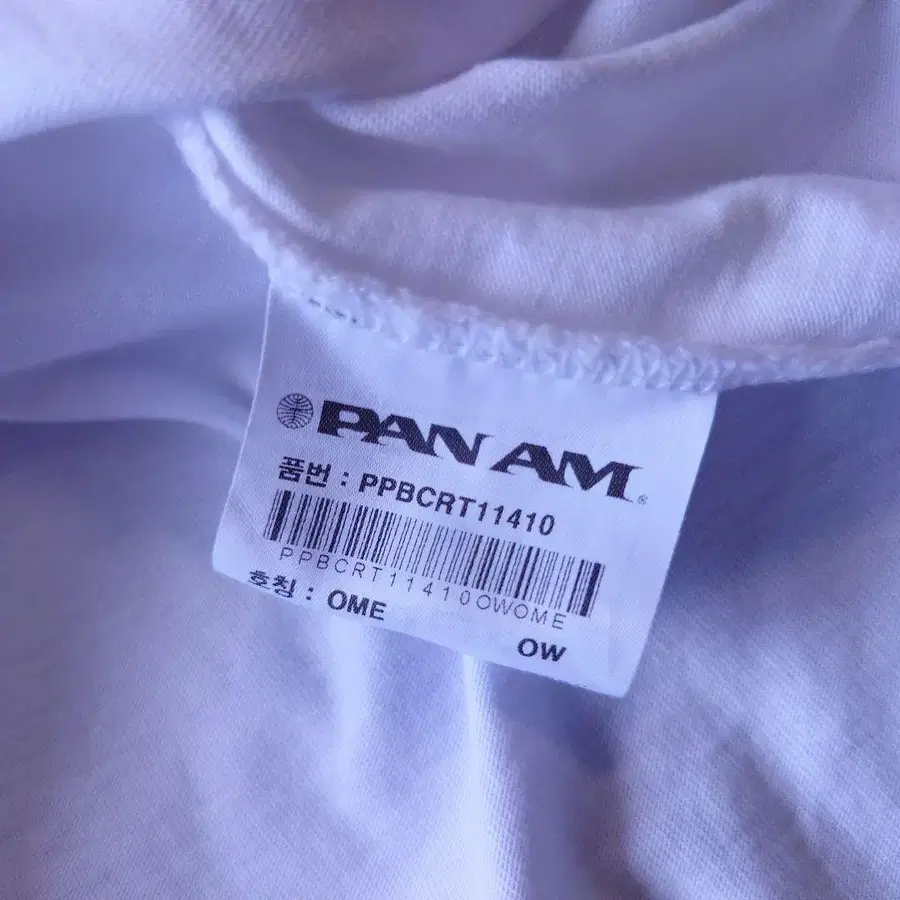 PAN AM®
품번 : PPBCRT11410
PPBCRT11410OWOME
호칭 : OME
OW